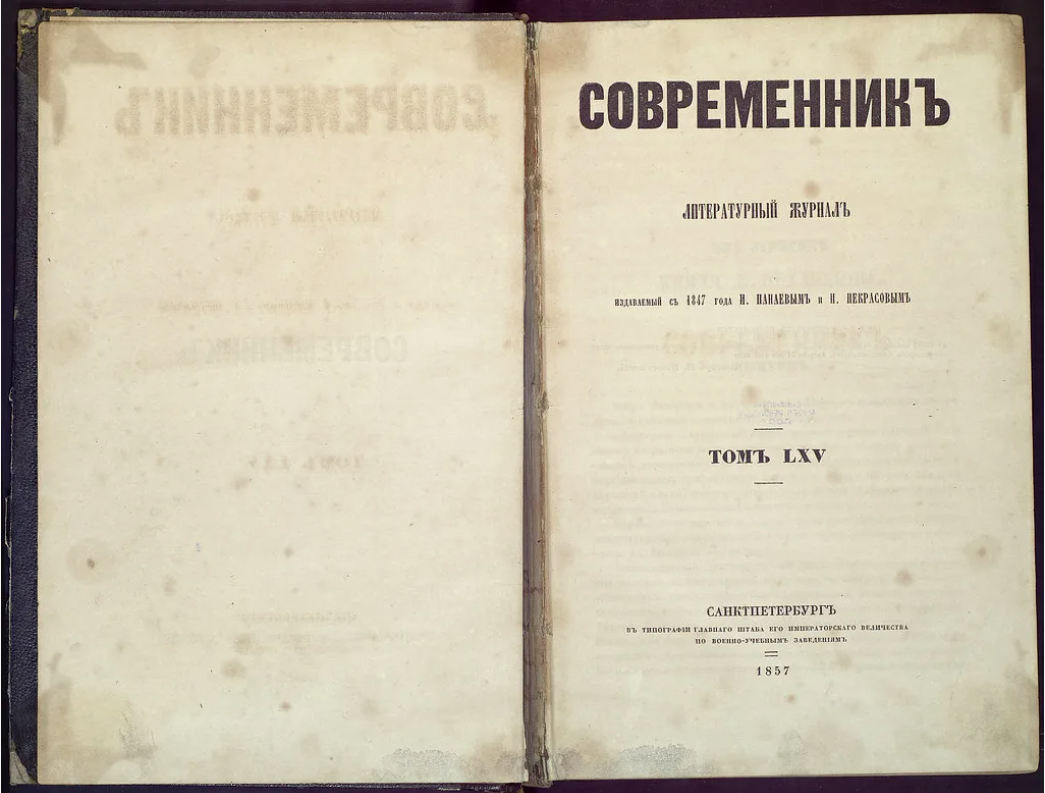 СОВРЕМЕННИКЪ
ЛИТЕРАТУРНЫЙ ЖУРНАЛЪ
ИЗДАВАЕМЫЙ СЪ 1847 ГОДА И. ПАНАЕВЫМЪ и Н. НЕКРАСОВЫМЪ
ТОМЪ LXV
САНКТПЕТЕРБУРГЪ
ВЪ ТИПОГРАФІИ ГЛАВНАГО ШТАБА ЕГО ИМПЕРАТОРСКАГО ВЕЛИЧЕСТВА
ПО ВОЕННО-УЧЕБНЫМЪ ЗАВЕДЕНІЯМЪ
1857